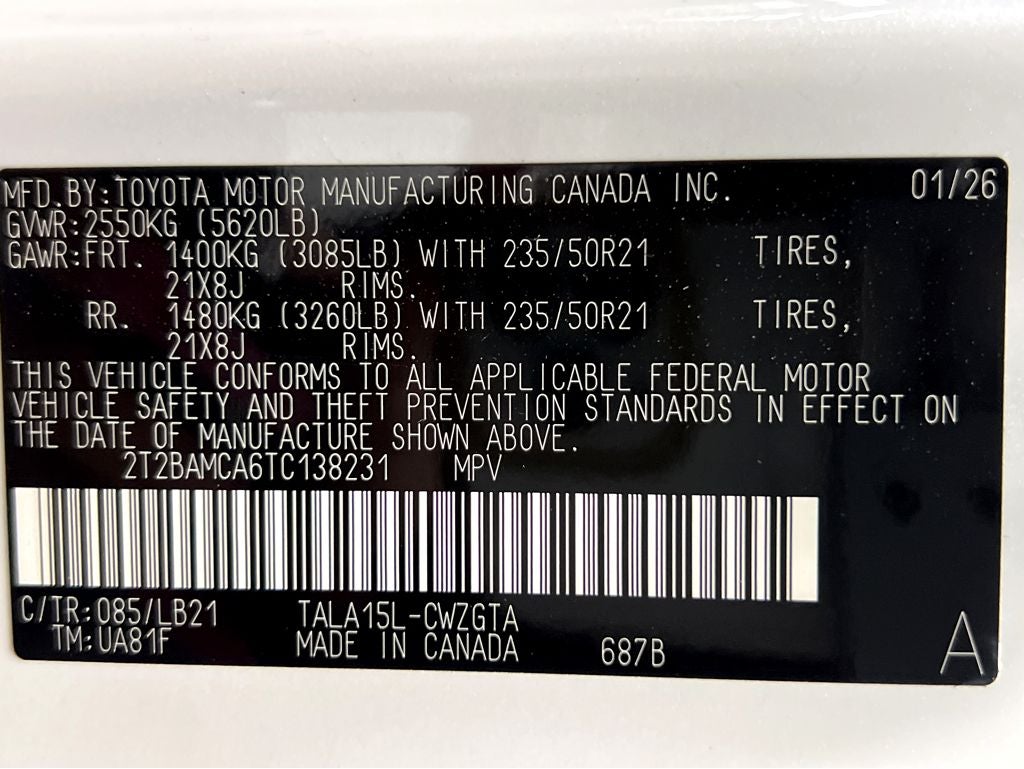 MFD.BY:TOYOTA MOTOR MANUFACTURING CANADA INC. 01/26
GVWR:2550KG (5620LB)
GAWR:FRT. 1400KG (3085LB) WITH 235/50R21 TIRES,
21X8J RIMS.
RR. 1480KG (3260LB) WITH 235/50R21 TIRES,
21X8J RIMS.
THIS VEHICLE CONFORMS TO ALL APPLICABLE FEDERAL MOTOR
VEHICLE SAFETY AND THEFT PREVENTION STANDARDS IN EFFECT ON
THE DATE OF MANUFACTURE SHOWN ABOVE.
2T2BAMCA6TC138231 MPV
C/TR:085/LB21 TALA15L-CWZGTA
TM:UA81F MADE IN CANADA 687B A